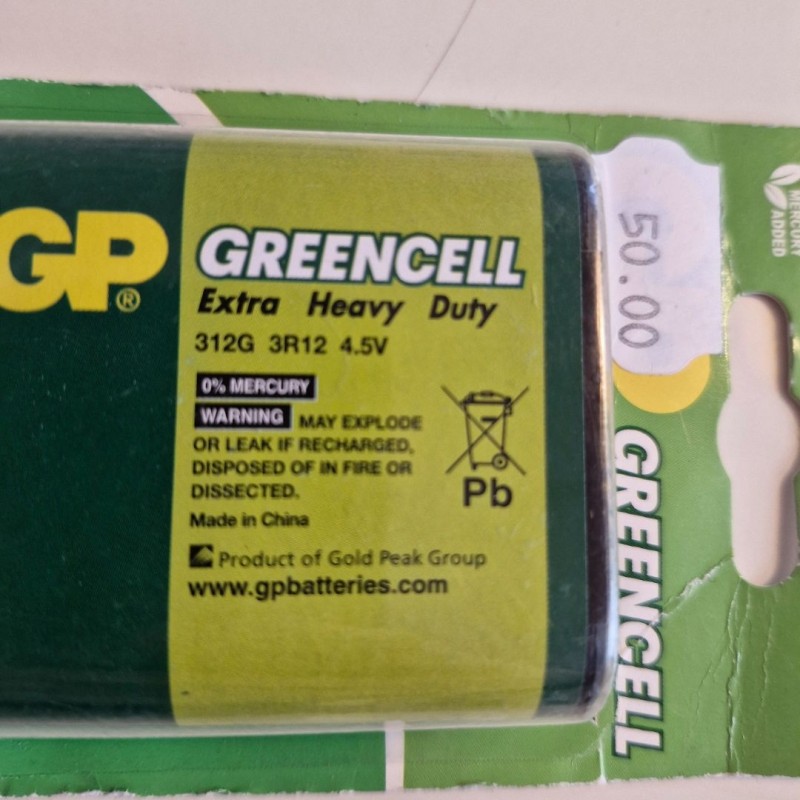 GP®
GREENCELL
Extra Heavy Duty
312G 3R12 4.5V
0% MERCURY
WARNING MAY EXPLODE
OR LEAK IF RECHARGED,
DISPOSED OF IN FIRE OR
DISSECTED.
Pb
Made in China
Product of Gold Peak Group
www.gpbatteries.com
50.00
GREENCELL
MERCURY
ADDED